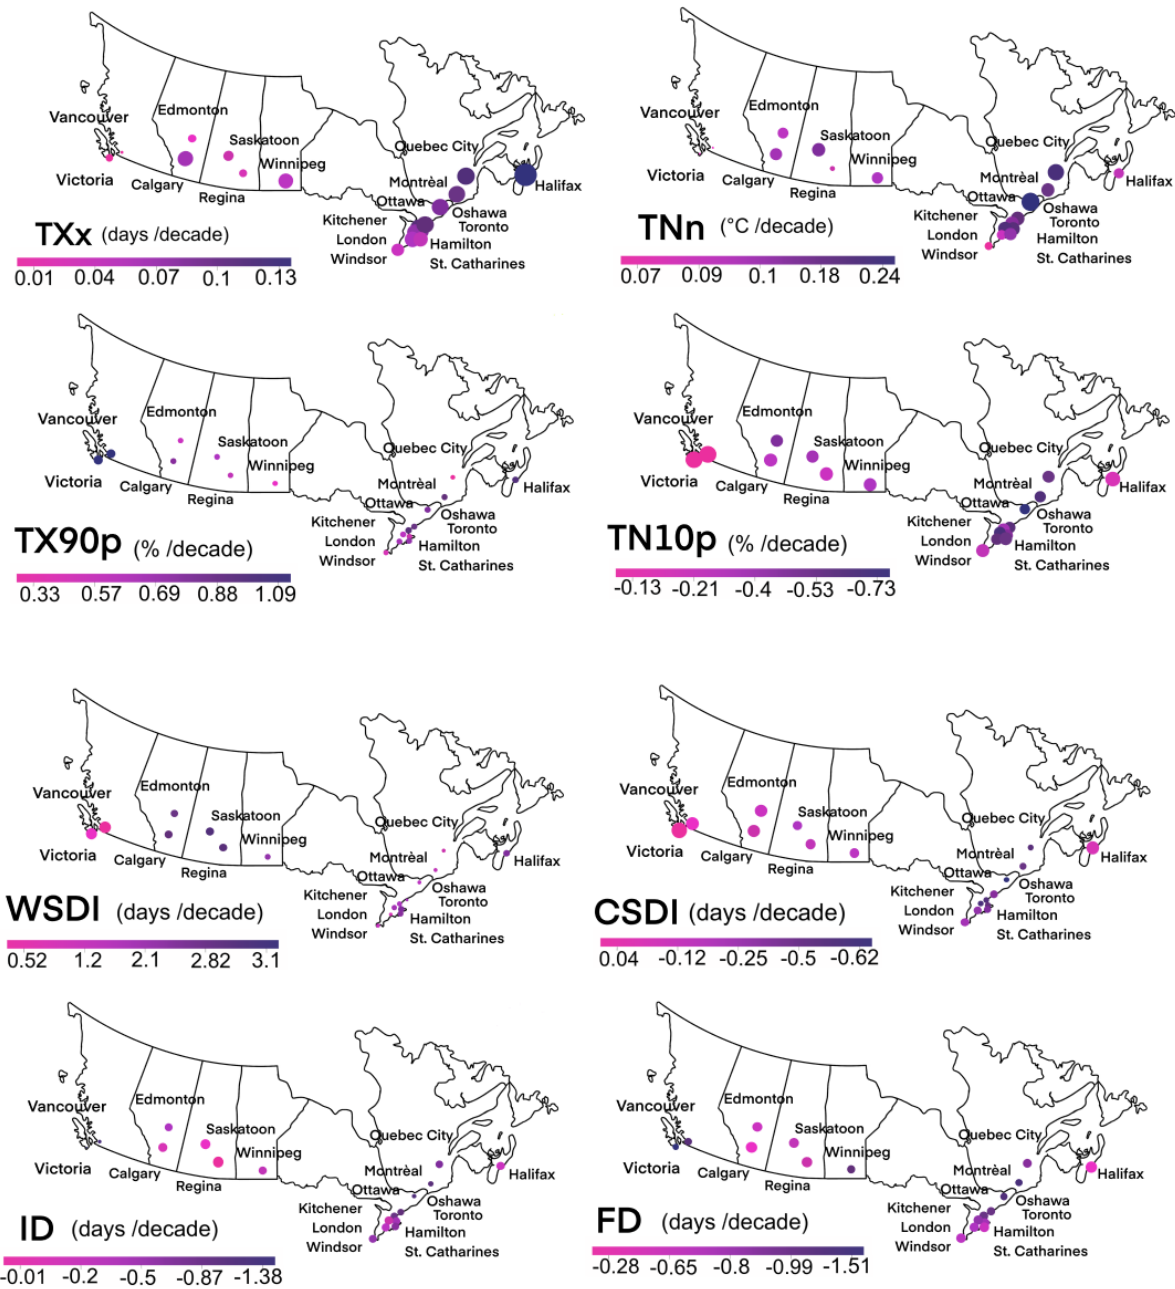 Vancouver
Edmonton
Saskatoon
Winnipeg
Quebec City
Victoria
Calgary
Regina
Montrèal
Halifax
Ottawa
Oshawa
Kitchener
Toronto
London
Hamilton
Windsor
St. Catharines
TXx (days /decade)
0.01 0.04 0.07 0.1 0.13
Vancouver
Edmonton
Saskatoon
Winnipeg
Quebec City
Victoria
Calgary
Regina
Montrèal
Halifax
Ottawa
Oshawa
Kitchener
Toronto
London
Hamilton
Windsor
St. Catharines
TNn (°C /decade)
0.07 0.09 0.1 0.18 0.24
Vancouver
Edmonton
Saskatoon
Winnipeg
Quebec City
Victoria
Calgary
Regina
Montrèal
Halifax
Ottawa
Oshawa
Kitchener
Toronto
London
Hamilton
Windsor
St. Catharines
TX90p (% /decade)
0.33 0.57 0.69 0.88 1.09
Vancouver
Edmonton
Saskatoon
Winnipeg
Quebec City
Victoria
Calgary
Regina
Montrèal
Halifax
Ottawa
Oshawa
Kitchener
Toronto
London
Hamilton
Windsor
St. Catharines
TN10p (% /decade)
-0.13 -0.21 -0.4 -0.53 -0.73
Vancouver
Edmonton
Saskatoon
Winnipeg
Quebec City
Victoria
Calgary
Regina
Montrèal
Halifax
Ottawa
Oshawa
Kitchener
Toronto
London
Hamilton
Windsor
St. Catharines
WSDI (days /decade)
0.52 1.2 2.1 2.82 3.1
Vancouver
Edmonton
Saskatoon
Winnipeg
Quebec City
Victoria
Calgary
Regina
Montrèal
Halifax
Ottawa
Oshawa
Kitchener
Toronto
London
Hamilton
Windsor
St. Catharines
CSDI (days /decade)
0.04 -0.12 -0.25 -0.5 -0.62
Vancouver
Edmonton
Saskatoon
Winnipeg
Quebec City
Victoria
Calgary
Regina
Montrèal
Halifax
Ottawa
Oshawa
Kitchener
Toronto
London
Hamilton
Windsor
St. Catharines
ID (days /decade)
-0.01 -0.2 -0.5 -0.87 -1.38
Vancouver
Edmonton
Saskatoon
Winnipeg
Quebec City
Victoria
Calgary
Regina
Montrèal
Halifax
Ottawa
Oshawa
Kitchener
Toronto
London
Hamilton
Windsor
St. Catharines
FD (days /decade)
-0.28 -0.65 -0.8 -0.99 -1.51